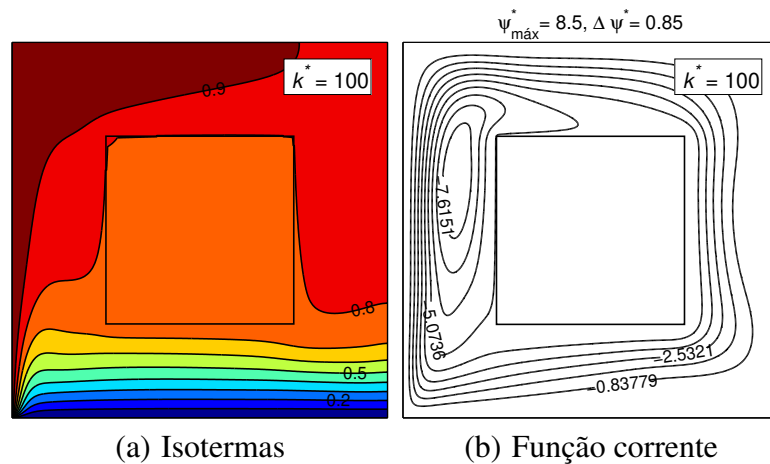 ψ*máx = 8.5, Δ ψ* = 0.85
k* = 100
0.9
0.8
0.5
0.2
k* = 100
−7.6151
−5.0736
−2.5321
−0.83779
(a) Isotermas
(b) Função corrente